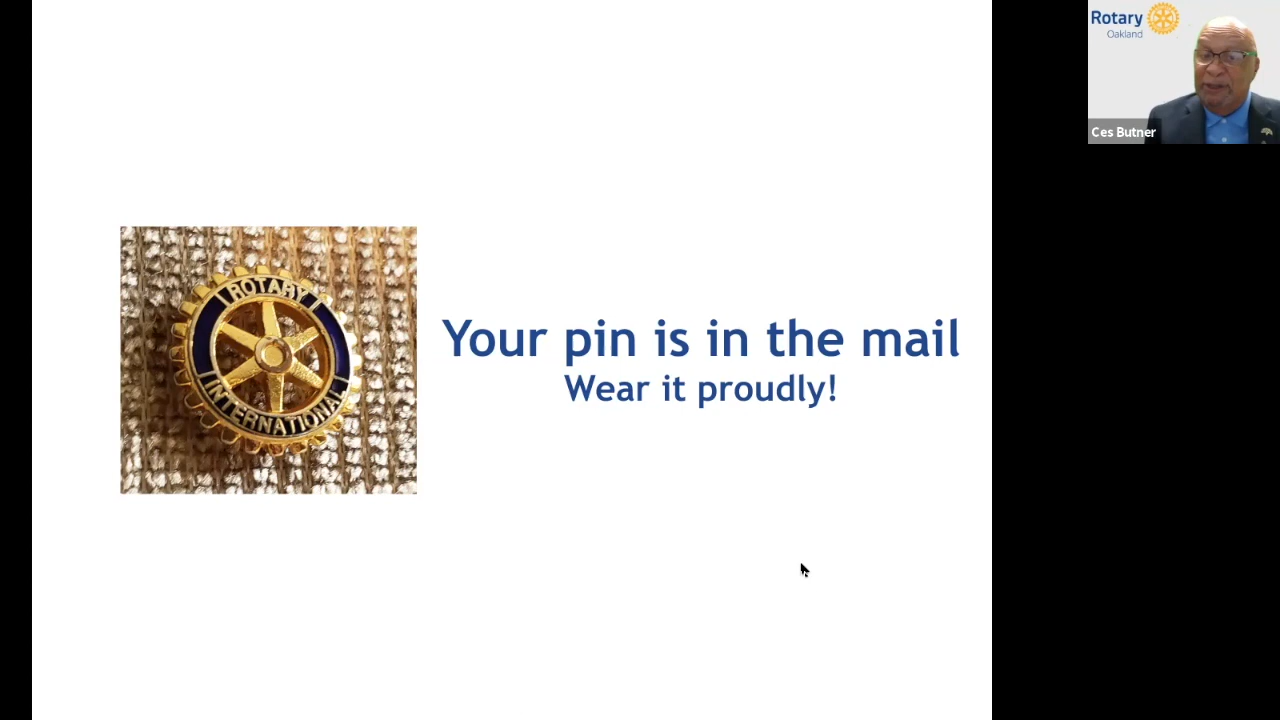 Rotary
Oakland
Ces Butner
ROTARY
INTERNATIONAL
Your pin is in the mail
Wear it proudly!